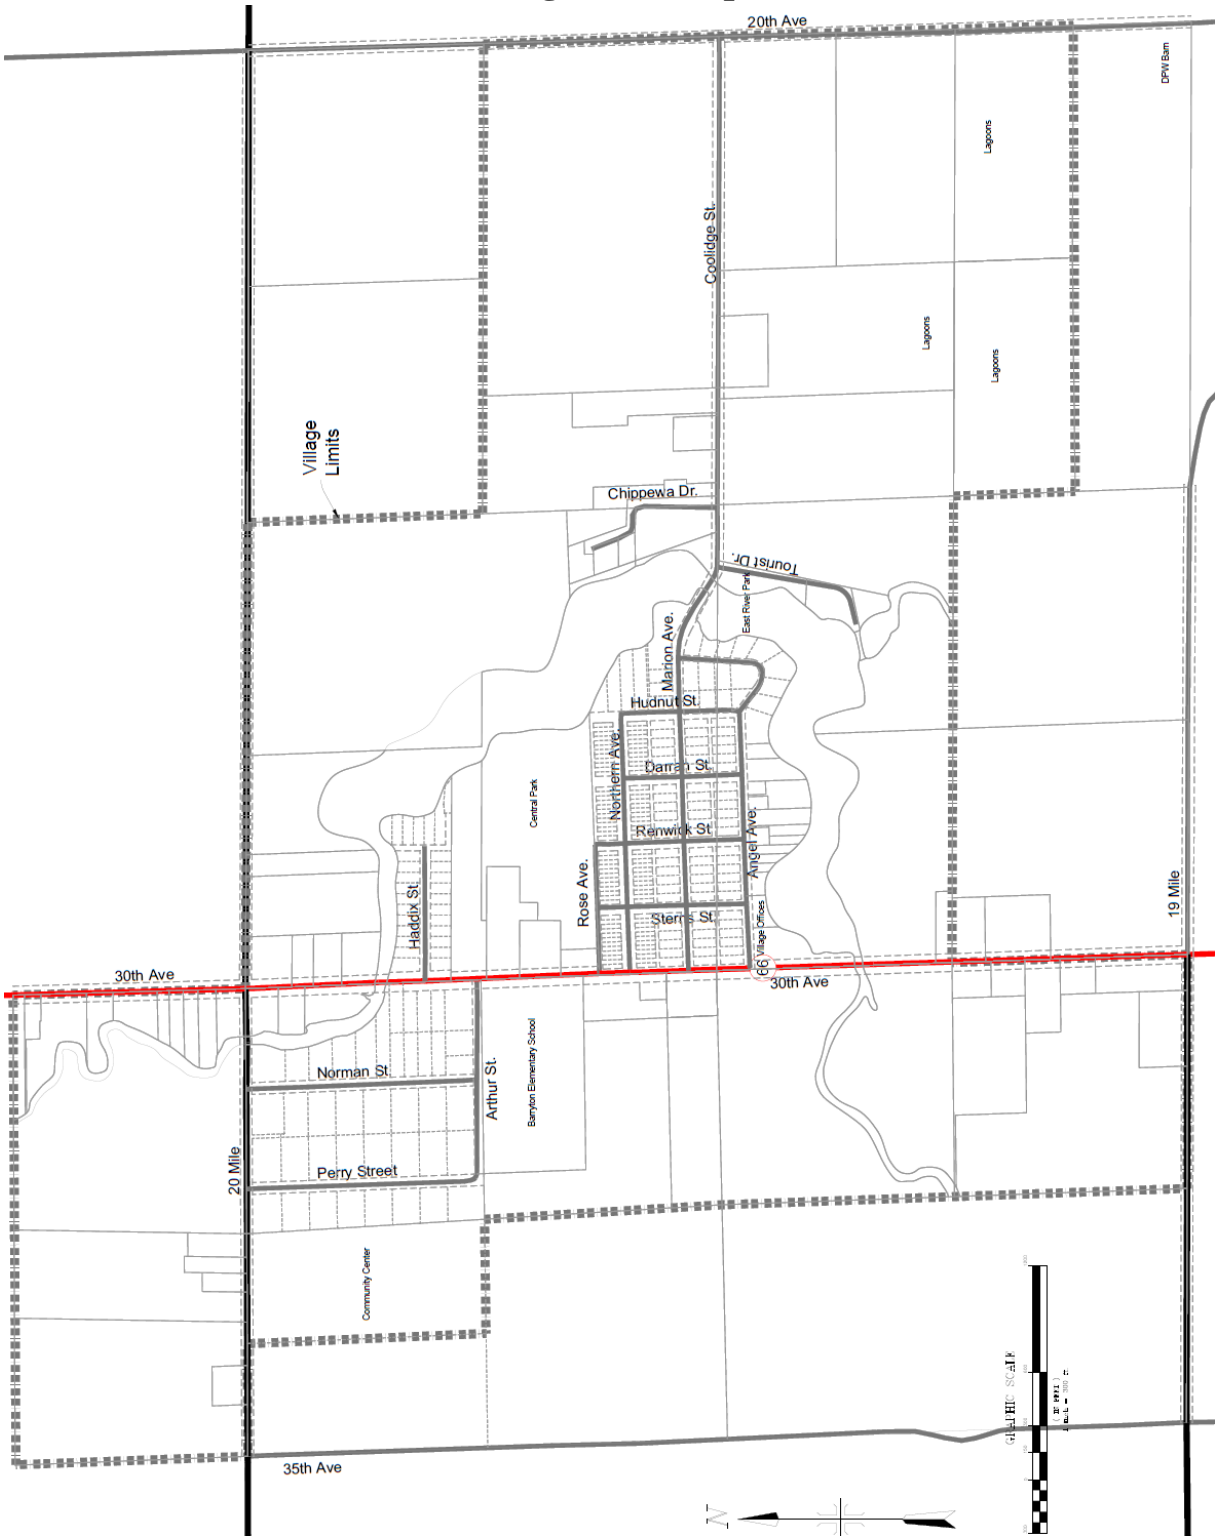 20th Ave
DPW Barn
Lagoons
Coolidge St.
Lagoons
Lagoons
Village
Limits
Chippewa Dr.
Tourist Dr.
East River Park
Marion Ave.
Hudnut St.
Northern Ave.
Darrah St.
Central Park
Renwick St
Angel Ave.
Rose Ave.
Haddix St.
Sterns St.
Village Offices
19 Mile
66
30th Ave
30th Ave
Barryton Elementary School
Arthur St.
Norman St.
20 Mile
Perry Street
Community Center
GRAPHIC SCALE
35th Ave
N